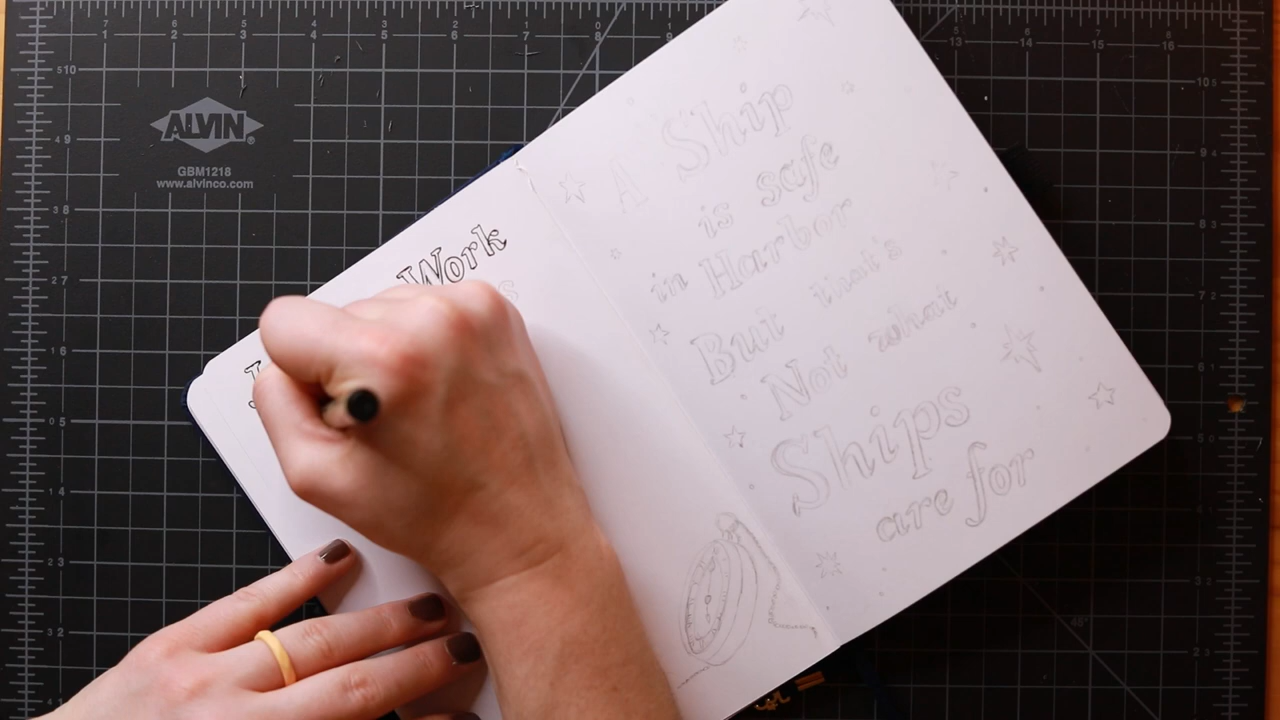 ALVIN
GBM1218
www.alvinco.com
Work
A Ship
is safe
in Harbor
But that's
Not what
Ships
are for